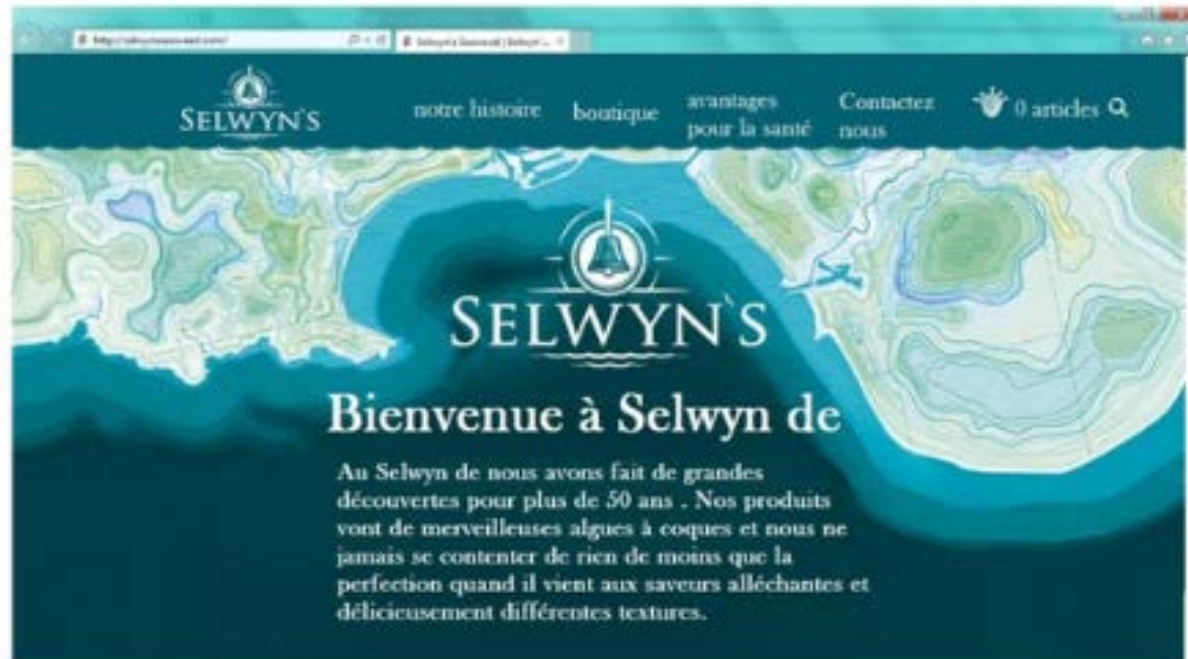 SELWYN'S
notre histoire
boutique
avantages
pour la santé
Contactez
nous
0 articles
SELWYN'S
Bienvenue à Selwyn de
Au Selwyn de nous avons fait de grandes
découvertes pour plus de 50 ans . Nos produits
vont de merveilleuses algues à coques et nous ne
jamais se contenter de rien de moins que la
perfection quand il vient aux saveurs alléchantes et
délicieusement différentes textures.